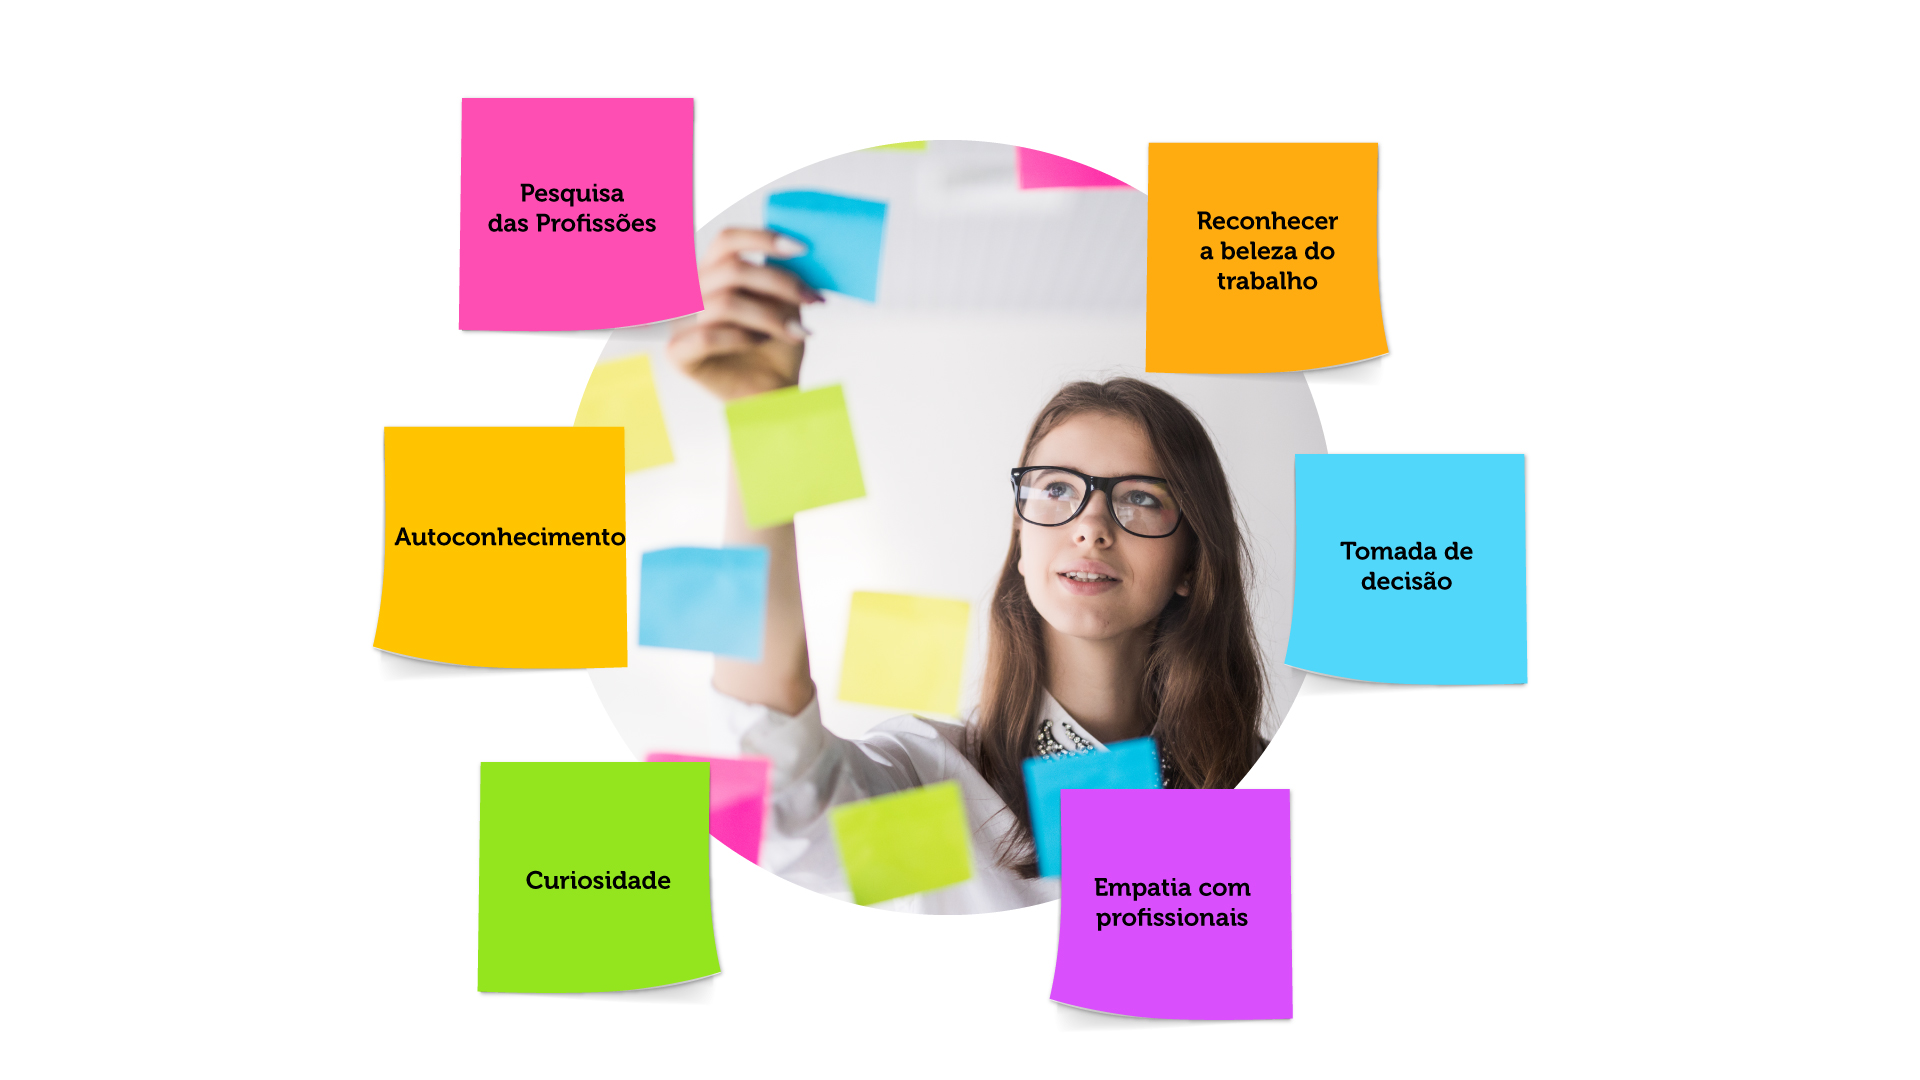 Pesquisa
das Profissões
Reconhecer
a beleza do
trabalho
Autoconhecimento
Tomada de
decisão
Curiosidade
Empatia com
profissionais